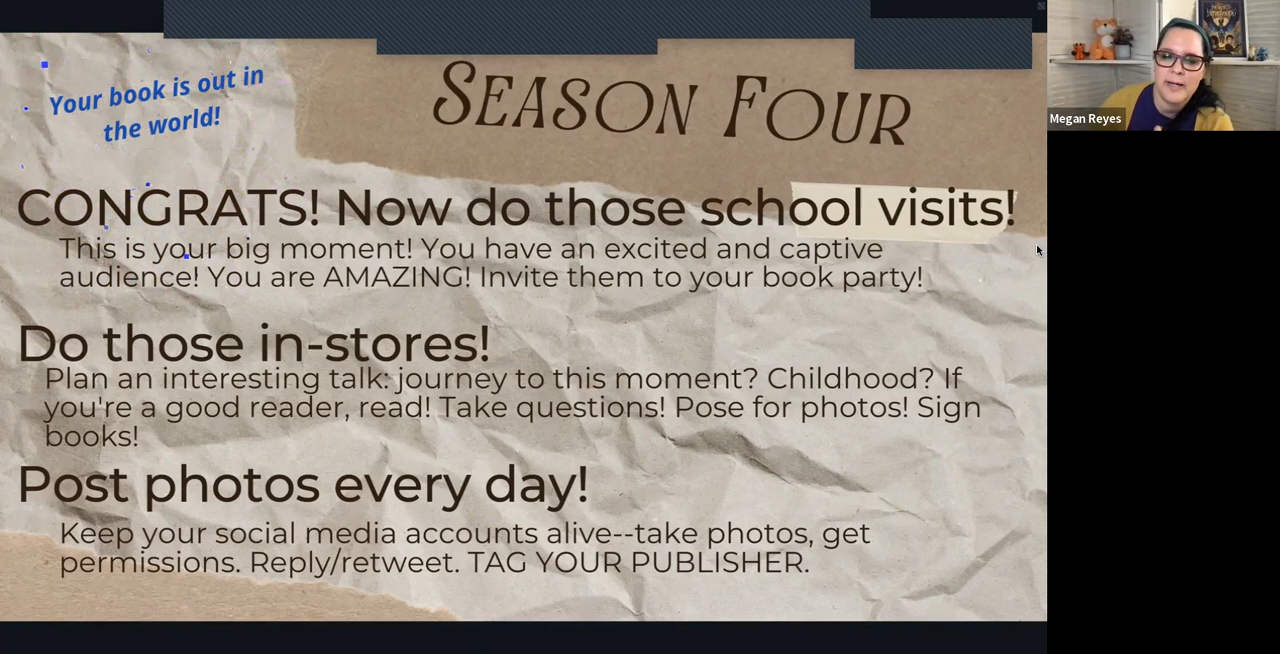 Your book is out in
the world!
SEASON FOUR
CONGRATS! Now do those school visits!
This is your big moment! You have an excited and captive
audience! You are AMAZING! Invite them to your book party!
Do those in-stores!
Plan an interesting talk: journey to this moment? Childhood? If
you're a good reader, read! Take questions! Pose for photos! Sign
books!
Post photos every day!
Keep your social media accounts alive--take photos, get
permissions. Reply/retweet. TAG YOUR PUBLISHER.
Megan Reyes